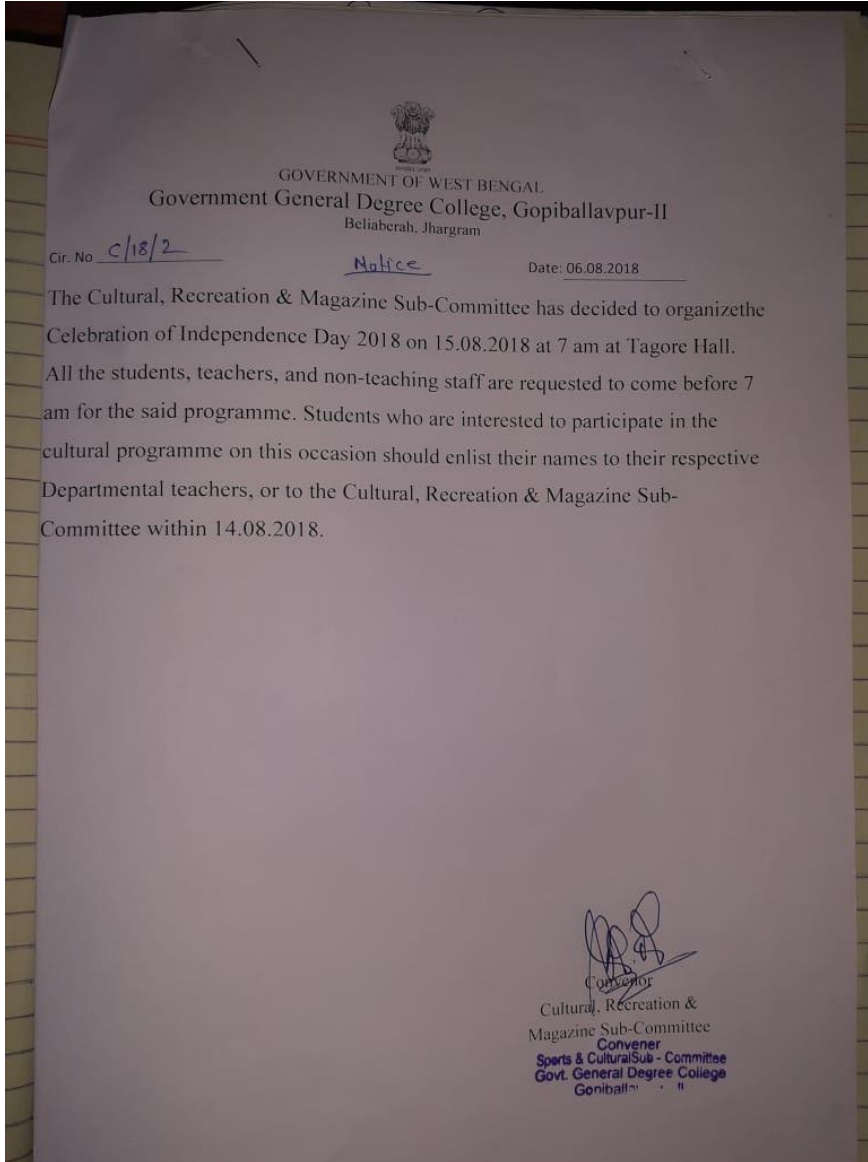 GOVERNMENT OF WEST BENGAL
Government General Degree College, Gopiballavpur-II
Beliaberah, Jhargram
Cir. No C/18/2
Notice
Date: 06.08.2018
The Cultural, Recreation & Magazine Sub-Committee has decided to organizethe
Celebration of Independence Day 2018 on 15.08.2018 at 7 am at Tagore Hall.
All the students, teachers, and non-teaching staff are requested to come before 7
am for the said programme. Students who are interested to participate in the
cultural programme on this occasion should enlist their names to their respective
Departmental teachers, or to the Cultural, Recreation & Magazine Sub-
Committee within 14.08.2018.
Convenor
Cultural, Recreation &
Magazine Sub-Committee
Convener
Sports & CulturalSub - Committee
Govt. General Degree College